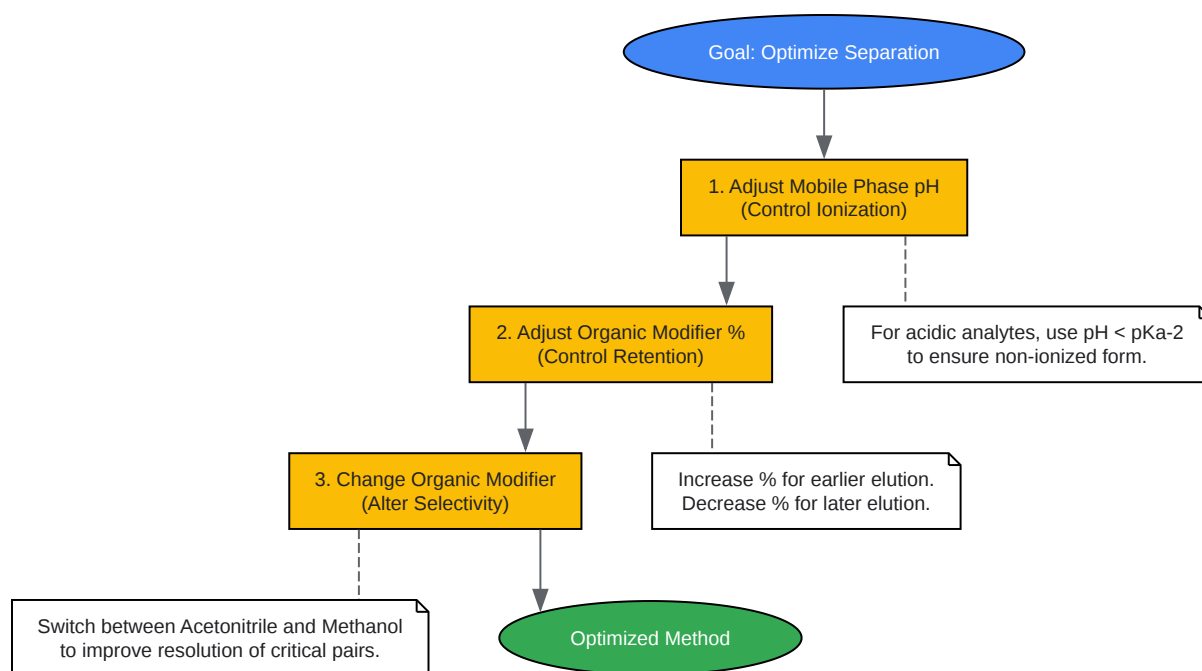 Goal: Optimize Separation
1. Adjust Mobile Phase pH
(Control Ionization)
For acidic analytes, use pH < pKa-2
to ensure non-ionized form.
2. Adjust Organic Modifier %
(Control Retention)
Increase % for earlier elution.
Decrease % for later elution.
3. Change Organic Modifier
(Alter Selectivity)
Switch between Acetonitrile and Methanol
to improve resolution of critical pairs.
Optimized Method